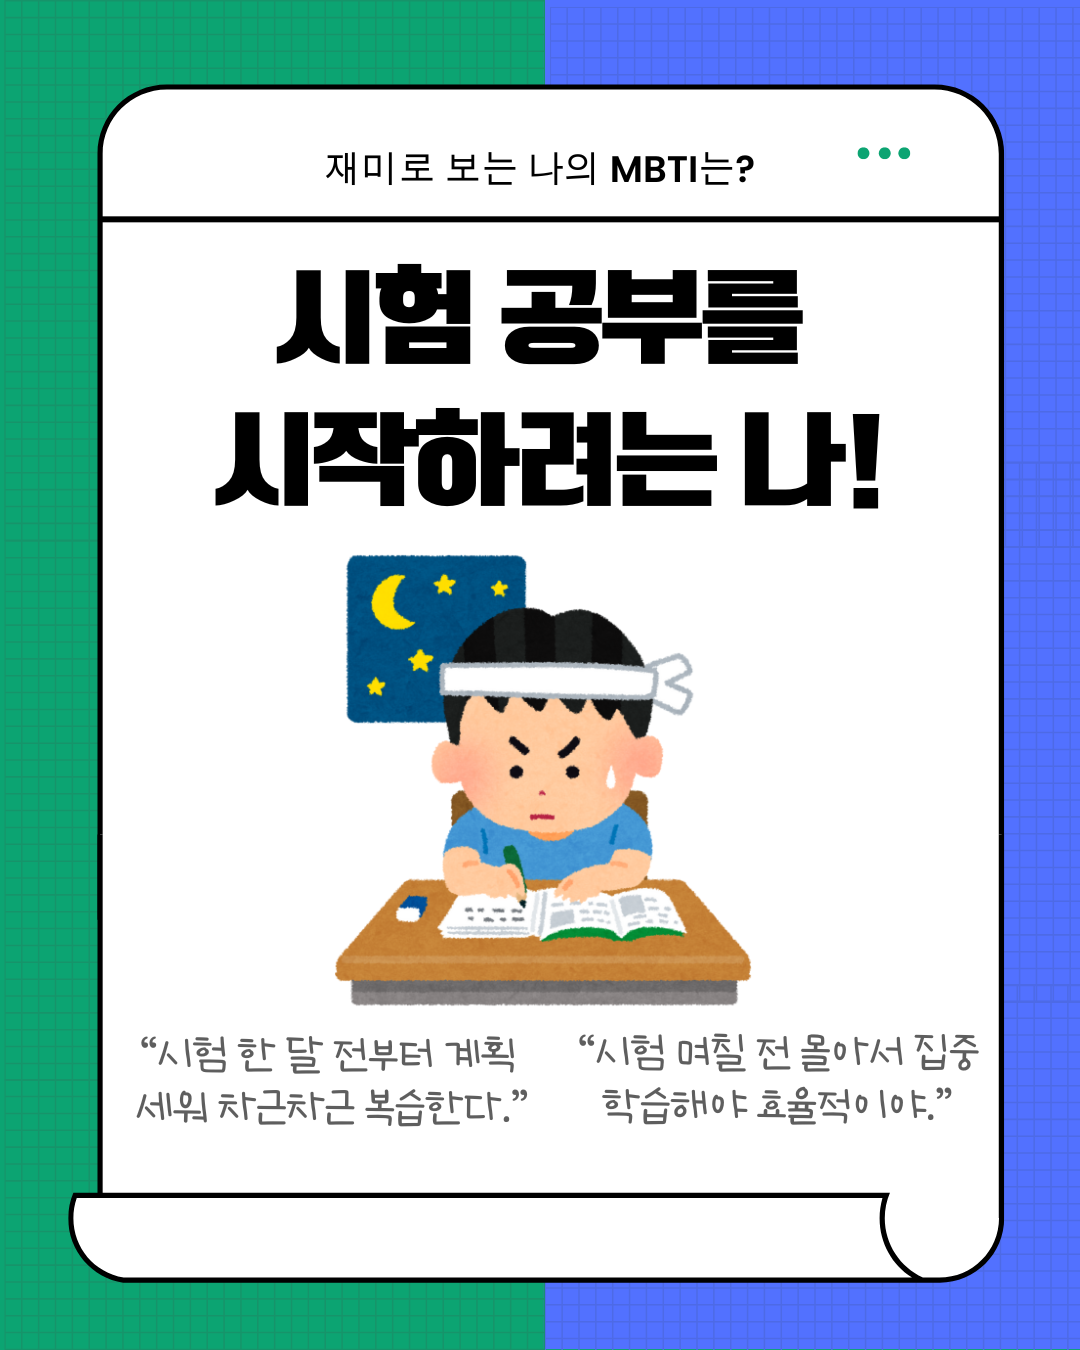 재미로 보는 나의 MBTI는?
시험 공부를
시작하려는 나!
“시험 한 달 전부터 계획
세워 차근차근 복습한다.”
“시험 며칠 전 몰아서 집중
학습해야 효율적이야.”